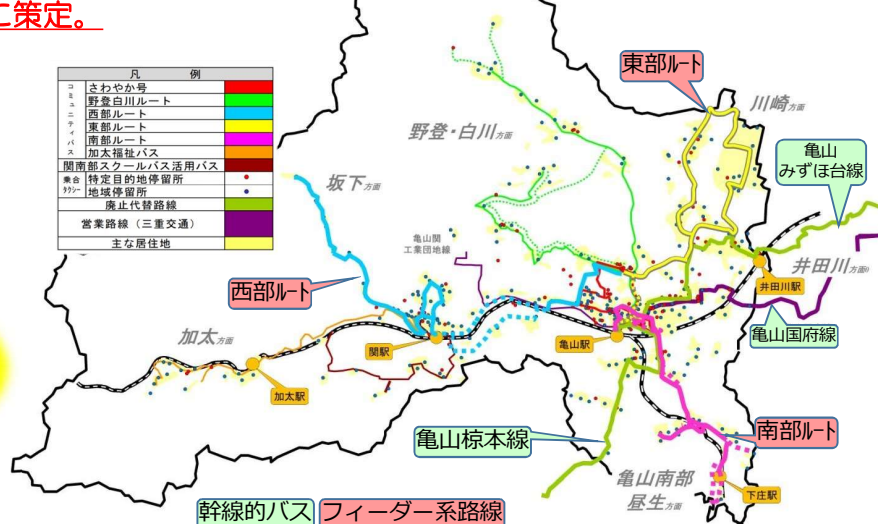 に策定。
凡 例
コミュニティバス
さわやか号
野登白川ルート
西部ルート
東部ルート
南部ルート
加太福祉バス
関南部スクールバス活用バス
乗合タクシー
特定目的地停留所
地域停留所
廃止代替路線
営業路線（三重交通）
主な居住地
東部ルート
川崎方面
野登・白川方面
亀山
みずほ台線
坂下方面
亀山関
工業団地線
井田川方面
井田川駅
西部ルート
亀山国府線
加太方面
関駅
亀山駅
加太駅
亀山椋本線
南部ルート
亀山南部
昼生方面
下庄駅
幹線的バス
フィーダー系路線